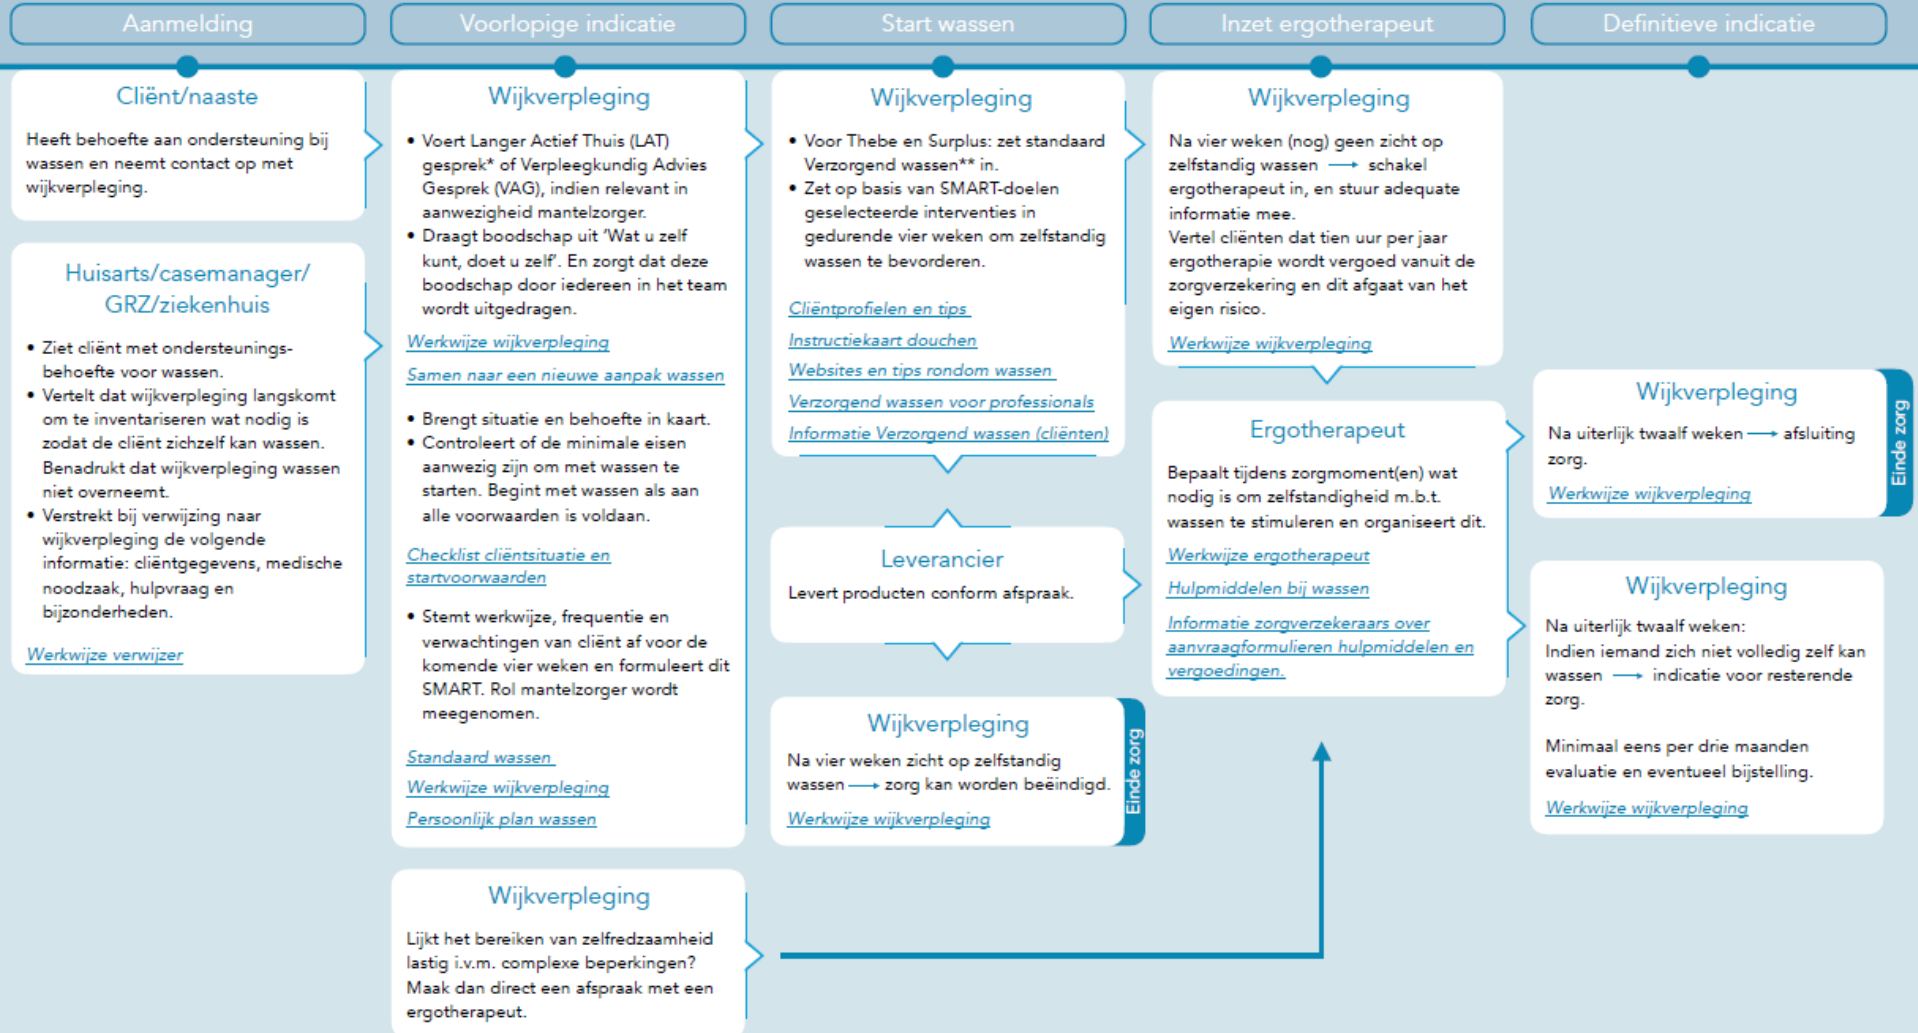 Aanmelding
Voorlopige indicatie
Start wassen
Inzet ergotherapeut
Definitieve indicatie
Cliënt/naaste
Heeft behoefte aan ondersteuning bij
wassen en neemt contact op met
wijkverpleging.
Huisarts/casemanager/
GRZ/ziekenhuis
• Ziet cliënt met ondersteunings-
behoefte voor wassen.
• Vertelt dat wijkverpleging langskomt
om te inventariseren wat nodig is
zodat de cliënt zichzelf kan wassen.
Benadrukt dat wijkverpleging wassen
niet overneemt.
• Verstrekt bij verwijzing naar
wijkverpleging de volgende
informatie: cliëntgegevens, medische
noodzaak, hulpvraag en
bijzonderheden.
Werkwijze verwijzer
Wijkverpleging
• Voert Langer Actief Thuis (LAT)
gesprek* of Verpleegkundig Advies
Gesprek (VAG), indien relevant in
aanwezigheid mantelzorger.
• Draagt boodschap uit ‘Wat u zelf
kunt, doet u zelf’. En zorgt dat deze
boodschap door iedereen in het team
wordt uitgedragen.
Werkwijze wijkverpleging
Samen naar een nieuwe aanpak wassen
• Brengt situatie en behoefte in kaart.
• Controleert of de minimale eisen
aanwezig zijn om met wassen te
starten. Begint met wassen als aan
alle voorwaarden is voldaan.
Checklist cliëntsituatie en
startvoorwaarden
• Stemt werkwijze, frequentie en
verwachtingen van cliënt af voor de
komende vier weken en formuleert dit
SMART. Rol mantelzorger wordt
meegenomen.
Standaard wassen
Werkwijze wijkverpleging
Persoonlijk plan wassen
Wijkverpleging
Lijkt het bereiken van zelfredzaamheid
lastig i.v.m. complexe beperkingen?
Maak dan direct een afspraak met een
ergotherapeut.
Wijkverpleging
• Voor Thebe en Surplus: zet standaard
Verzorgend wassen** in.
• Zet op basis van SMART-doelen
geselecteerde interventies in
gedurende vier weken om zelfstandig
wassen te bevorderen.
Cliëntprofielen en tips
Instructiekaart douchen
Websites en tips rondom wassen
Verzorgend wassen voor professionals
Informatie Verzorgend wassen (cliënten)
Leverancier
Levert producten conform afspraak.
Wijkverpleging
Na vier weken zicht op zelfstandig
wassen → zorg kan worden beëindigd.
Werkwijze wijkverpleging
Einde zorg
Wijkverpleging
Na vier weken (nog) geen zicht op
zelfstandig wassen → schakel
ergotherapeut in, en stuur adequate
informatie mee.
Vertel cliënten dat tien uur per jaar
ergotherapie wordt vergoed vanuit de
zorgverzekering en dit afgaat van het
eigen risico.
Werkwijze wijkverpleging
Ergotherapeut
Bepaalt tijdens zorgmoment(en) wat
nodig is om zelfstandigheid m.b.t.
wassen te stimuleren en organiseert dit.
Werkwijze ergotherapeut
Hulpmiddelen bij wassen
Informatie zorgverzekeraars over
aanvraagformulieren hulpmiddelen en
vergoedingen.
Wijkverpleging
Na uiterlijk twaalf weken → afsluiting
zorg.
Werkwijze wijkverpleging
Einde zorg
Wijkverpleging
Na uiterlijk twaalf weken:
Indien iemand zich niet volledig zelf kan
wassen → indicatie voor resterende
zorg.
Minimaal eens per drie maanden
evaluatie en eventueel bijstelling.
Werkwijze wijkverpleging